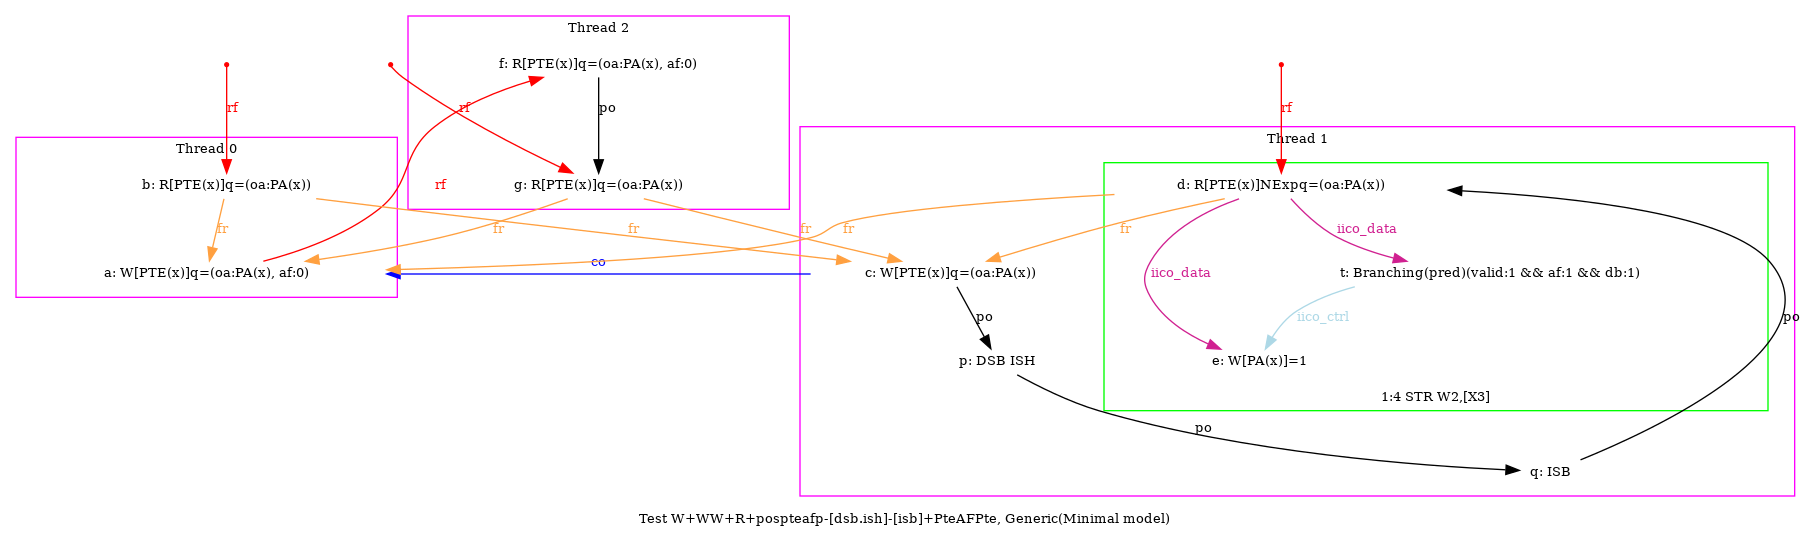 Thread 2
f: R[PTE(x)]q=(oa:PA(x), af:0)
rf
rf
po
rf
Thread 1
Thread 0
b: R[PTE(x)]q=(oa:PA(x))
rf
g: R[PTE(x)]q=(oa:PA(x))
d: R[PTE(x)]NExpq=(oa:PA(x))
fr
fr
fr
fr
fr
fr
iico_data
co
a: W[PTE(x)]q=(oa:PA(x), af:0)
c: W[PTE(x)]q=(oa:PA(x))
iico_data
t: Branching(pred)(valid:1 && af:1 && db:1)
po
iico_ctrl
po
p: DSB ISH
e: W[PA(x)]=1
1:4 STR W2,[X3]
po
q: ISB
Test W+WW+R+pospteafp-[dsb.ish]-[isb]+PteAFPte, Generic(Minimal model)